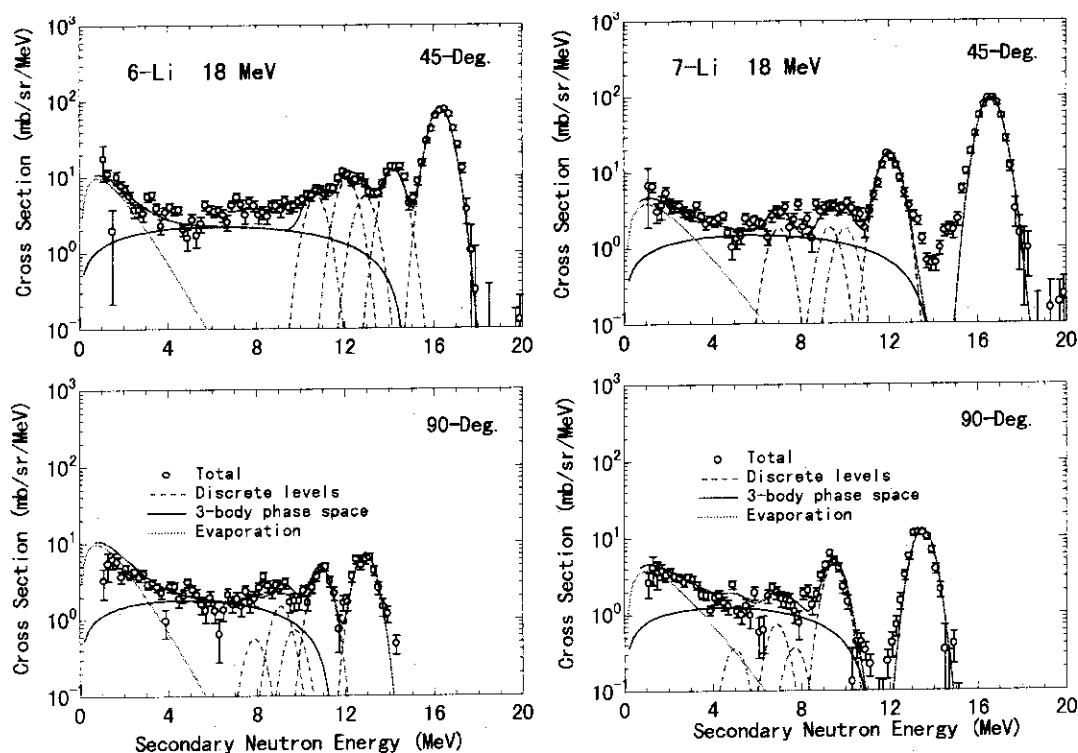 6-Li 18 MeV
45-Deg.
Cross Section (mb/sr/MeV)
10³
10²
10¹
10⁰
10⁻¹
0 4 8 12 16 20
7-Li 18 MeV
45-Deg.
Cross Section (mb/sr/MeV)
10³
10²
10¹
10⁰
10⁻¹
0 4 8 12 16 20
90-Deg.
Total
Discrete levels
3-body phase space
Evaporation
Cross Section (mb/sr/MeV)
10³
10²
10¹
10⁰
10⁻¹
0 4 8 12 16 20
Secondary Neutron Energy (MeV)
90-Deg.
Total
Discrete levels
3-body phase space
Evaporation
Cross Section (mb/sr/MeV)
10³
10²
10¹
10⁰
10⁻¹
0 4 8 12 16 20
Secondary Neutron Energy (MeV)